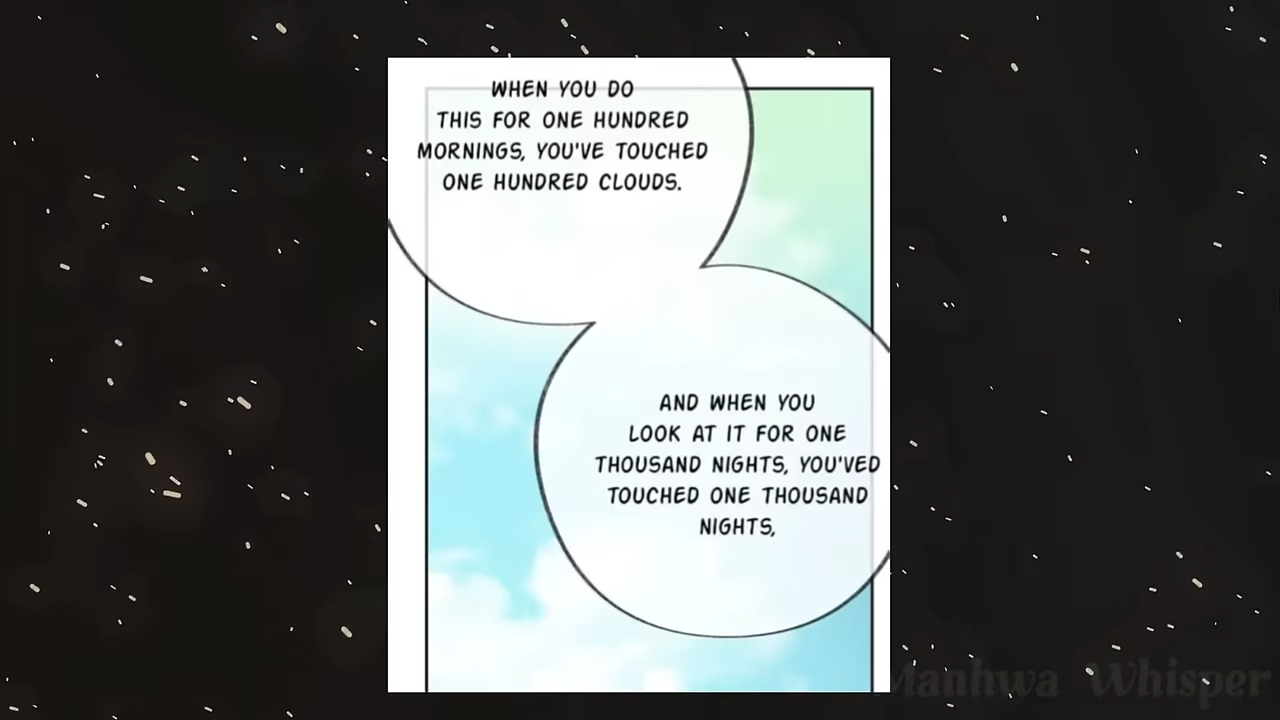 WHEN YOU DO
THIS FOR ONE HUNDRED
MORNINGS, YOU'VE TOUCHED
ONE HUNDRED CLOUDS.
AND WHEN YOU
LOOK AT IT FOR ONE
THOUSAND NIGHTS, YOU'VED
TOUCHED ONE THOUSAND
NIGHTS,
Manhwa Whisper